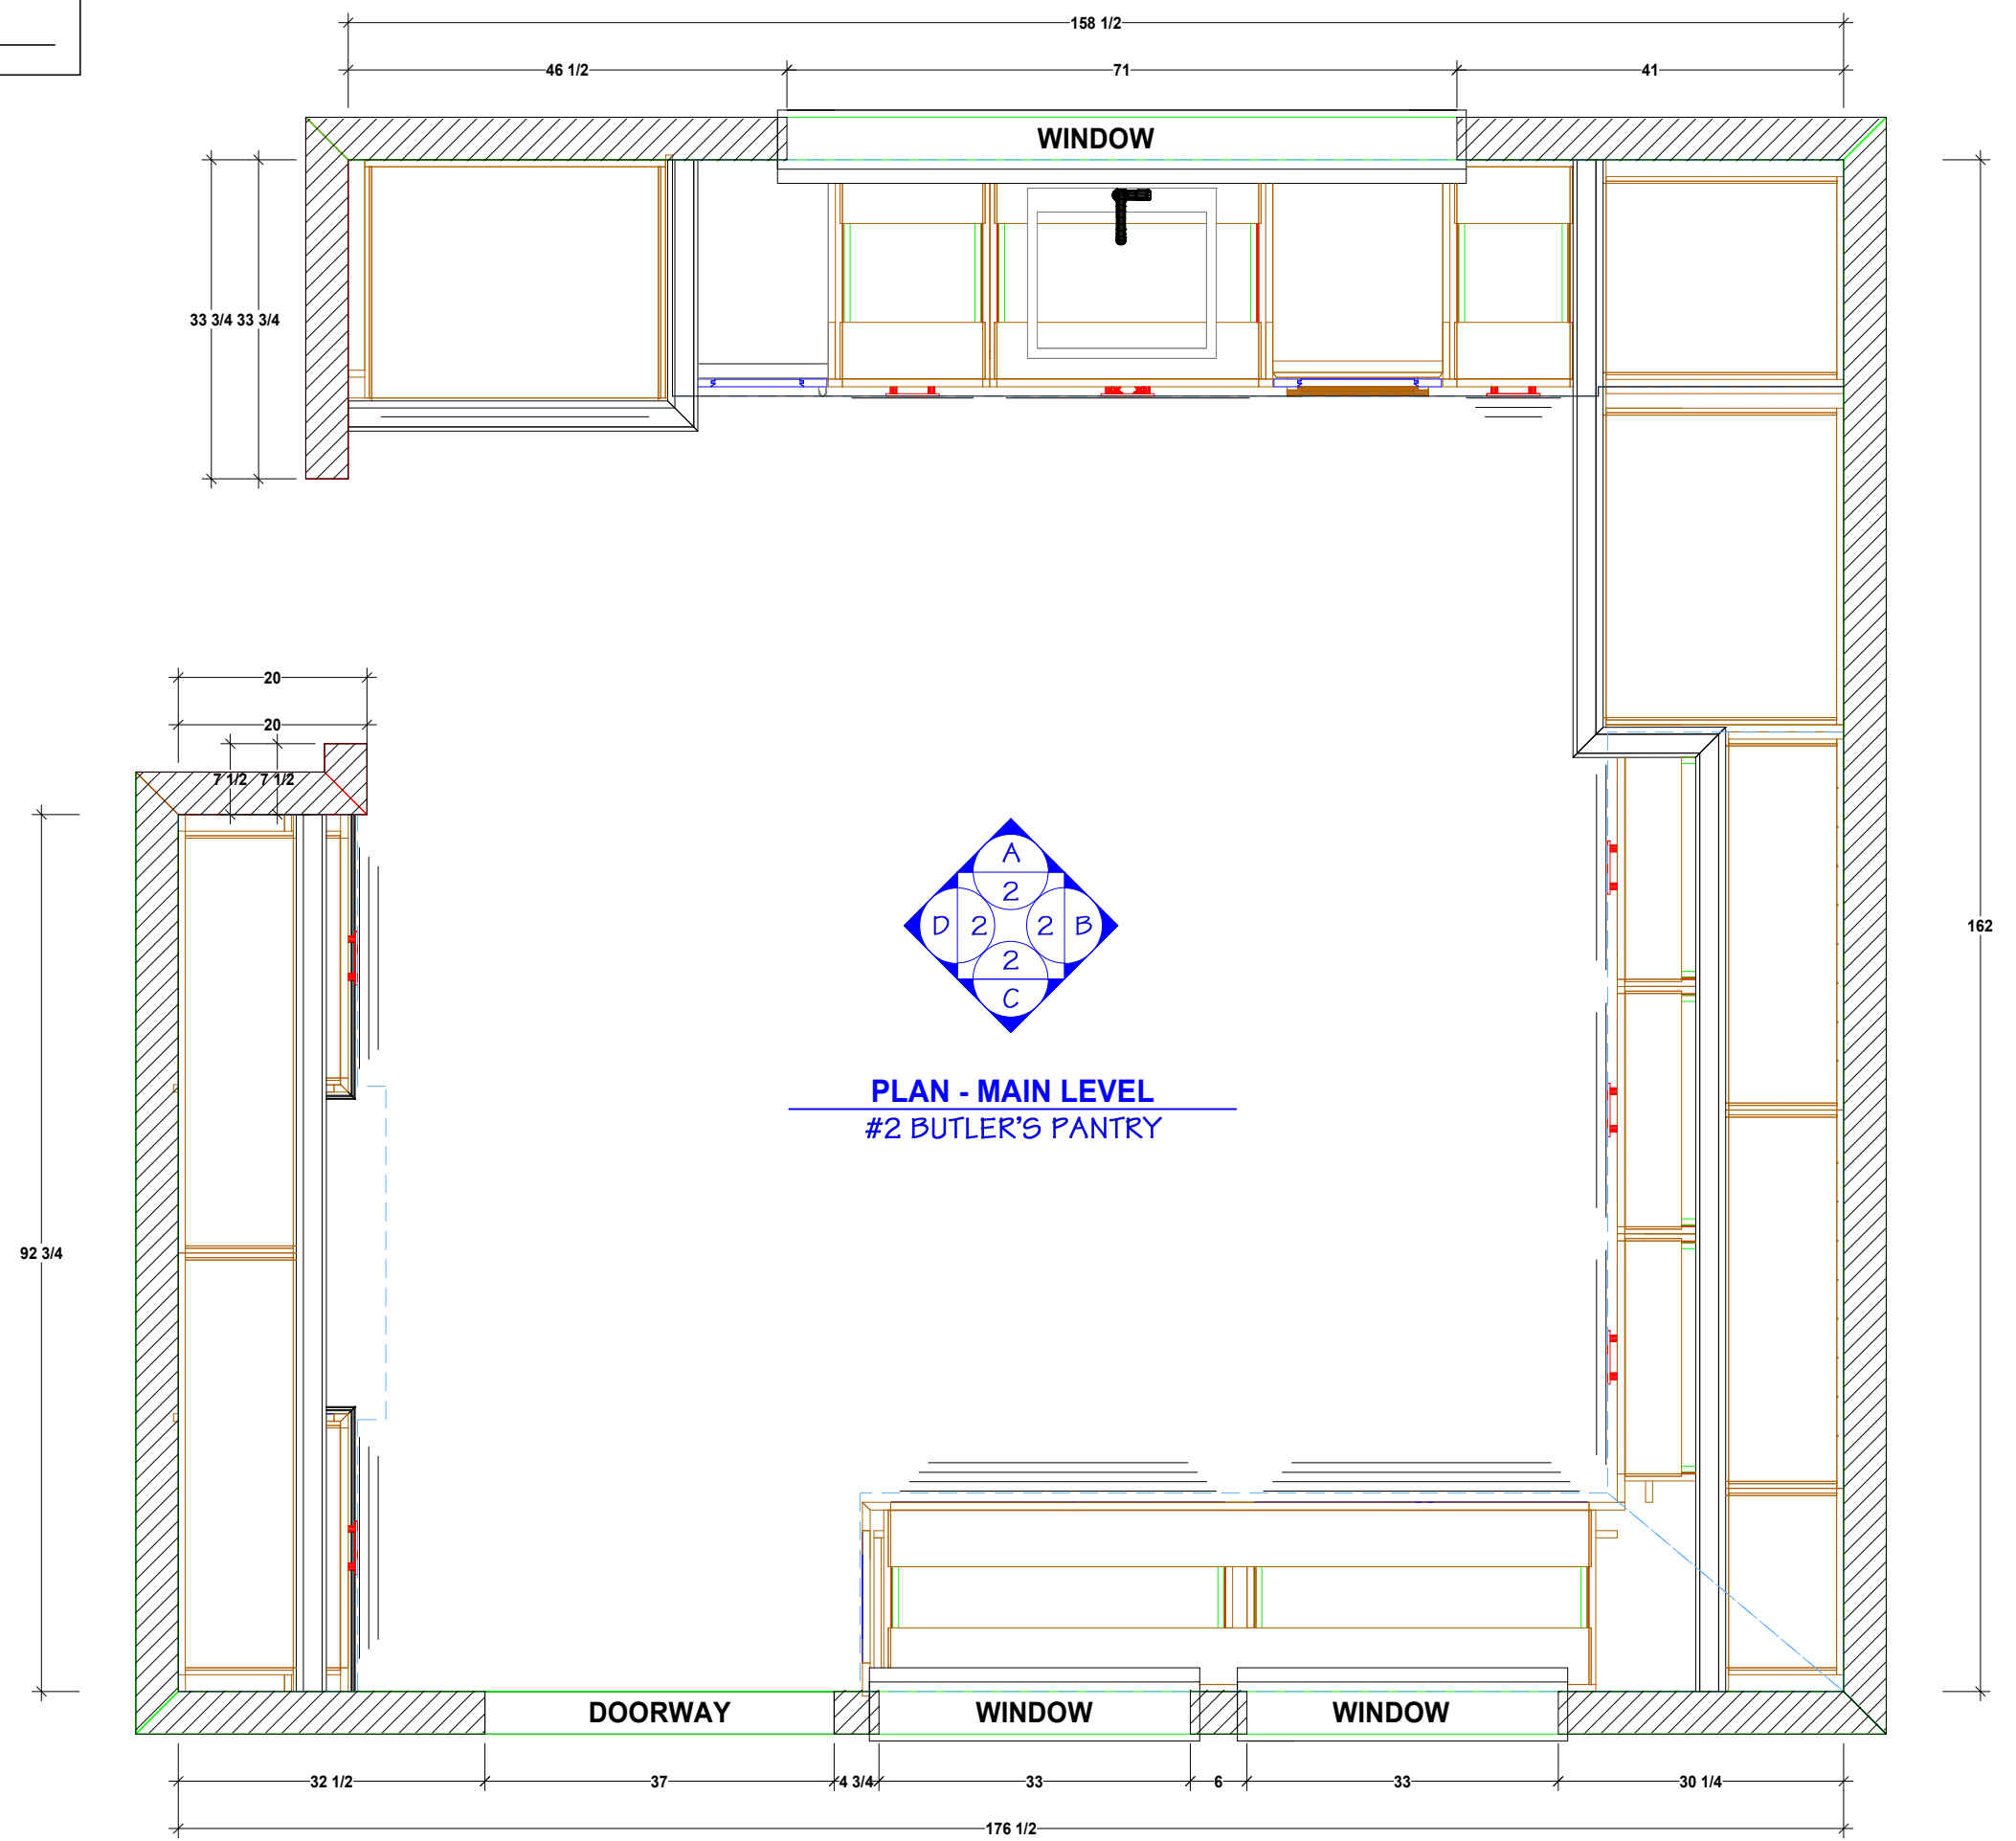 158 1/2
46 1/2
71
41
WINDOW
33 3/4 33 3/4
20
20
7 1/2 7 1/2
A
2
D 2 2 B
2
C
162
PLAN - MAIN LEVEL
#2 BUTLER'S PANTRY
92 3/4
DOORWAY
WINDOW
WINDOW
32 1/2
37
4 3/4
33
6
33
30 1/4
176 1/2